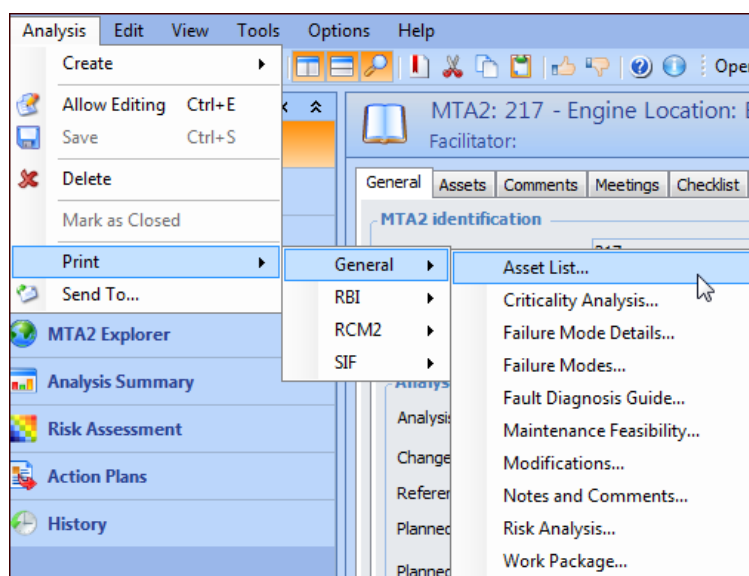 Analysis Edit View Tools Options Help
Create
Allow Editing Ctrl+E
Save Ctrl+S
Delete
Mark as Closed
Print
Send To...
MTA2 Explorer
Analysis Summary
Risk Assessment
Action Plans
History
General
RBI
RCM2
SIF
Asset List...
Criticality Analysis...
Failure Mode Details...
Failure Modes...
Fault Diagnosis Guide...
Maintenance Feasibility...
Modifications...
Notes and Comments...
Risk Analysis...
Work Package...
MTA2: 217 - Engine Location:
Facilitator:
General Assets Comments Meetings Checklist
MTA2 identification
217
Analysis
Analysis
Change
Planned
Planned